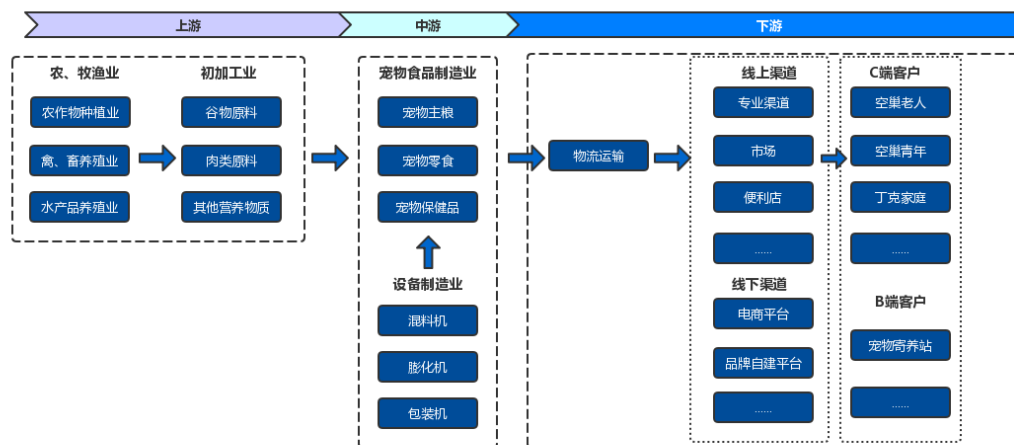 上游
中游
下游
农、牧渔业
初加工业
农作物种植业
谷物原料
禽、畜养殖业
肉类原料
水产品养殖业
其他营养物质
宠物食品制造业
宠物主粮
宠物零食
宠物保健品
设备制造业
混料机
膨化机
包装机
物流运输
线上渠道
专业渠道
市场
便利店
......
线下渠道
电商平台
品牌自建平台
......
C端客户
空巢老人
空巢青年
丁克家庭
......
B端客户
宠物寄养站
......